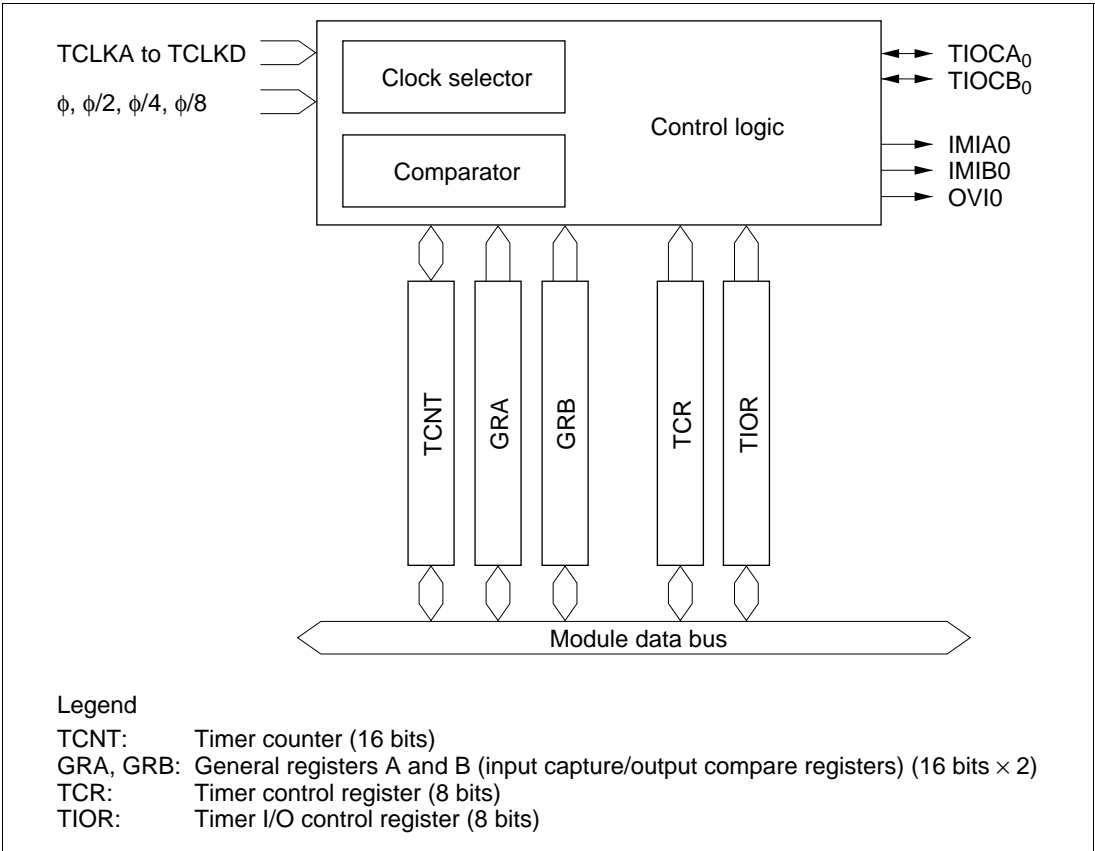 TCLKA to TCLKD
ϕ, ϕ/2, ϕ/4, ϕ/8
Clock selector
Comparator
Control logic
TIOCA0
TIOCB0
IMIA0
IMIB0
OVI0
TCNT
GRA
GRB
TCR
TIOR
Module data bus
Legend
TCNT: Timer counter (16 bits)
GRA, GRB: General registers A and B (input capture/output compare registers) (16 bits × 2)
TCR: Timer control register (8 bits)
TIOR: Timer I/O control register (8 bits)